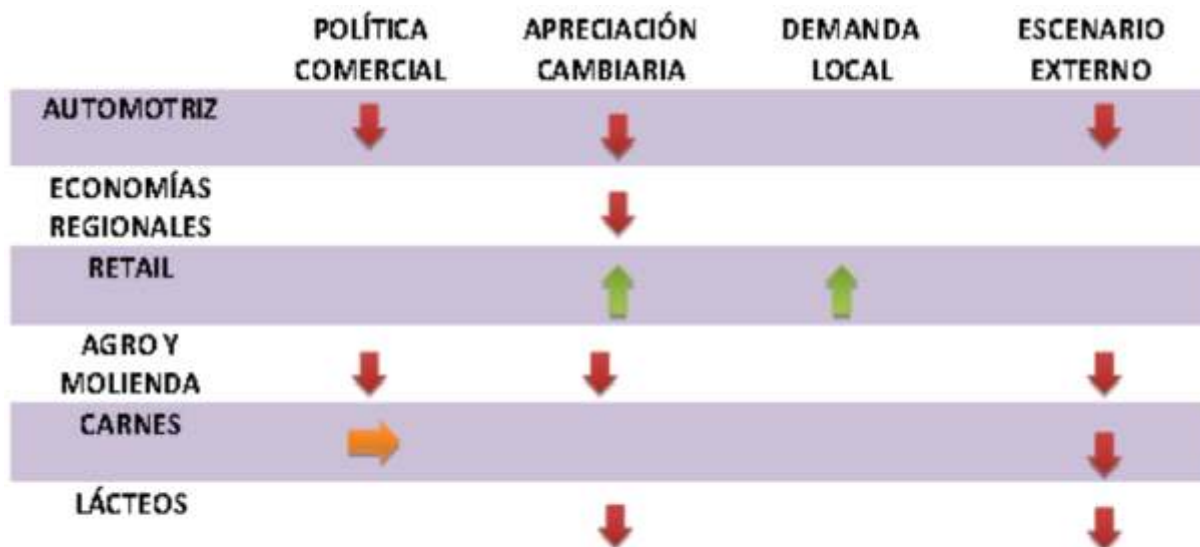 POLÍTICA APRECIACIÓN DEMANDA ESCENARIO
COMERCIAL CAMBIARIA LOCAL EXTERNO
AUTOMOTRIZ
ECONOMÍAS
REGIONALES
RETAIL
AGRO Y
MOLIENDA
CARNES
LÁCTEOS